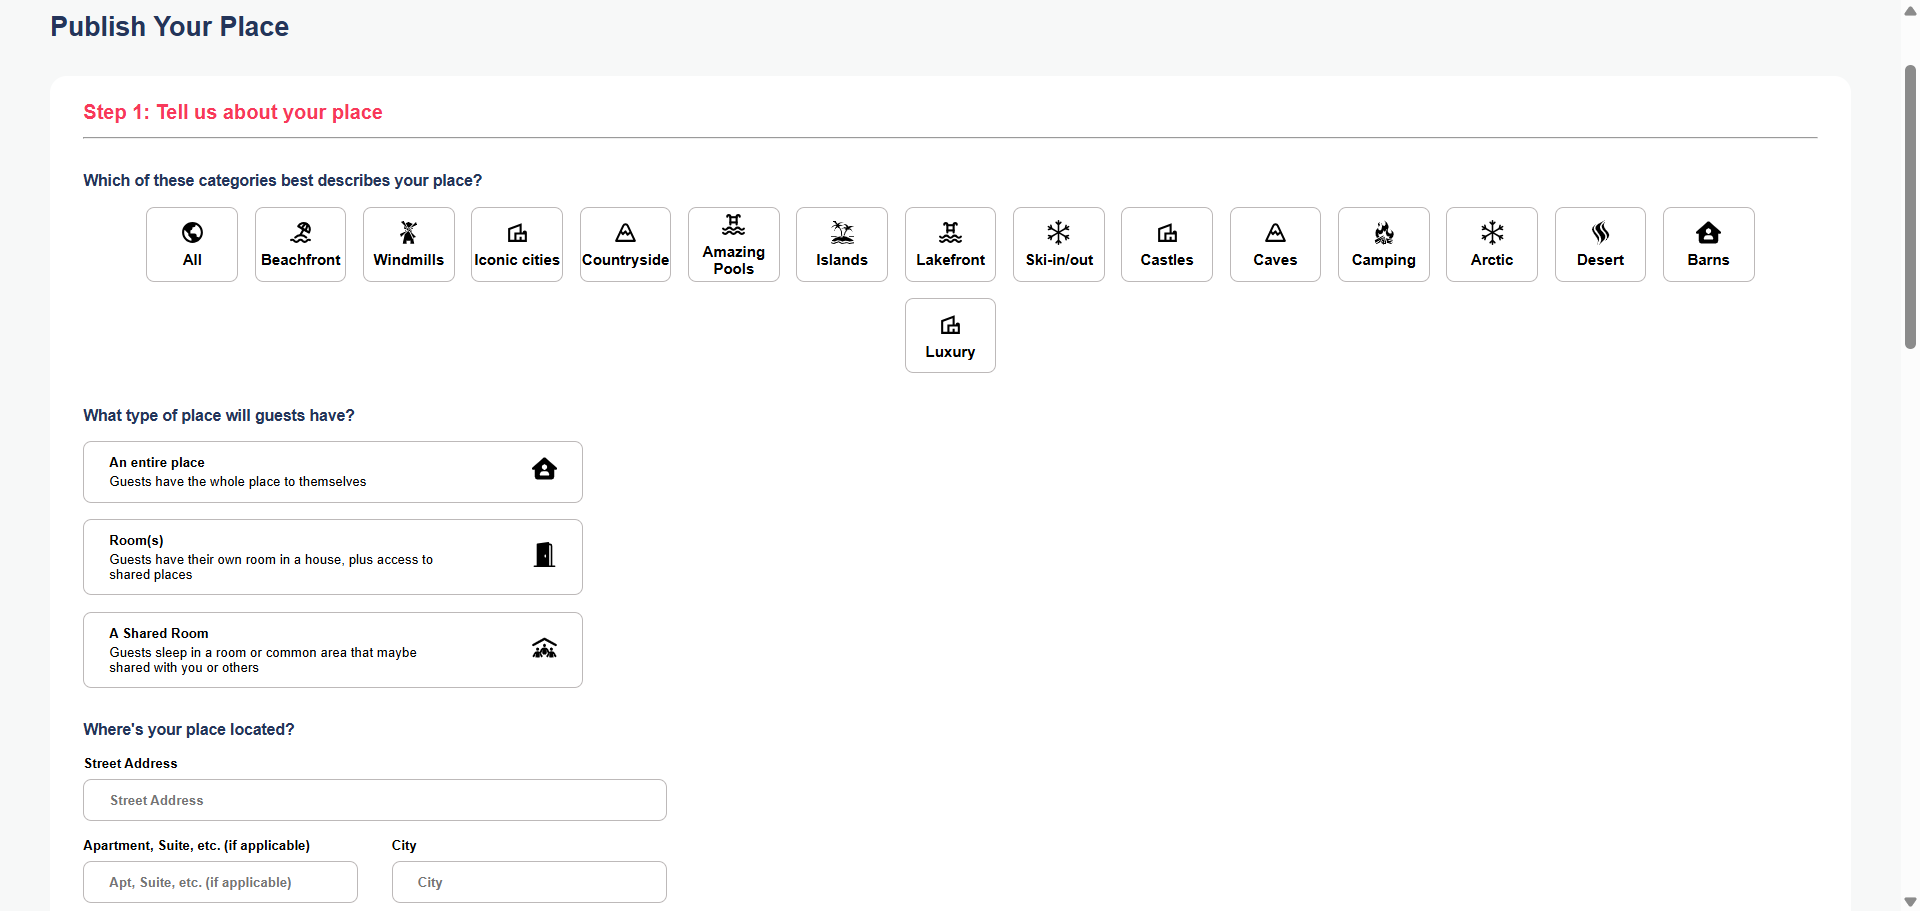 Publish Your Place
Step 1: Tell us about your place
Which of these categories best describes your place?
All
Beachfront
Windmills
Iconic cities
Countryside
Amazing
Pools
Islands
Lakefront
Ski-in/out
Castles
Caves
Camping
Arctic
Desert
Barns
Luxury
What type of place will guests have?
An entire place
Guests have the whole place to themselves
Room(s)
Guests have their own room in a house, plus access to
shared places
A Shared Room
Guests sleep in a room or common area that maybe
shared with you or others
Where's your place located?
Street Address
Street Address
Apartment, Suite, etc. (if applicable)
City
Apt, Suite, etc. (if applicable)
City